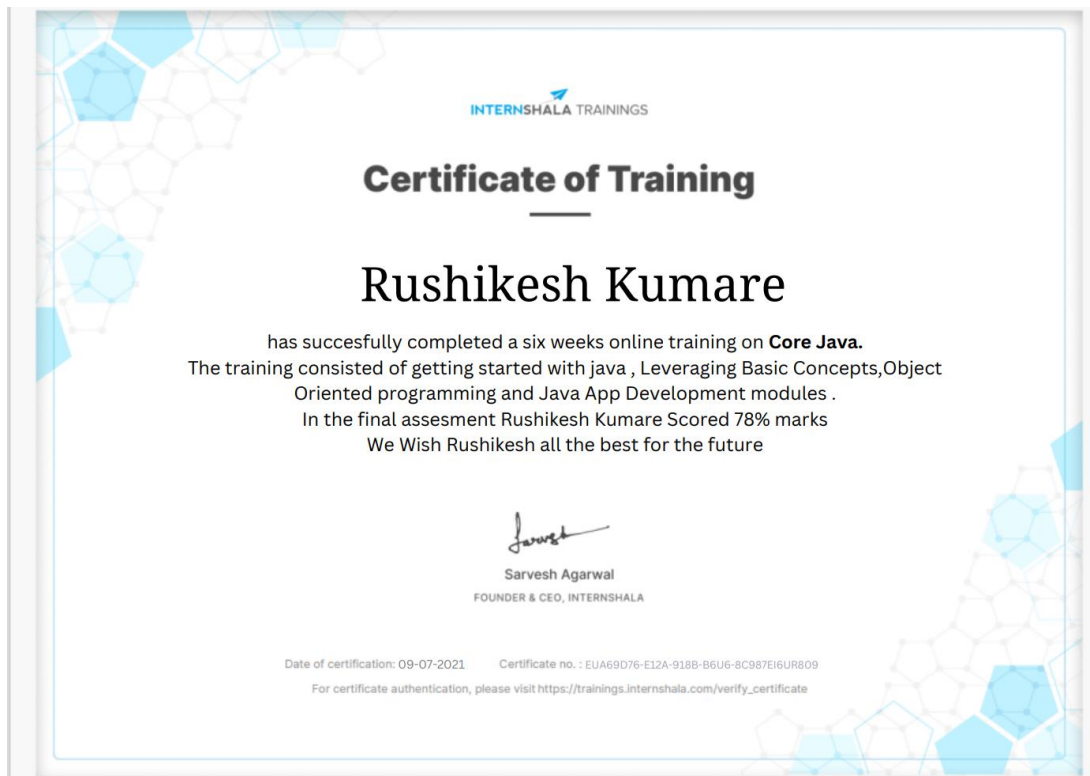 INTERNSHALA TRAININGS
Certificate of Training
Rushikesh Kumare
has succesfully completed a six weeks online training on Core Java.
The training consisted of getting started with java , Leveraging Basic Concepts,Object
Oriented programming and Java App Development modules .
In the final assesment Rushikesh Kumare Scored 78% marks
We Wish Rushikesh all the best for the future
Sarvesh
Sarvesh Agarwal
FOUNDER & CEO, INTERNSHALA
Date of certification: 09-07-2021 Certificate no. : EUA69D76-E12A-918B-B6U6-8C987EI6UR809
For certificate authentication, please visit https://trainings.internshala.com/verify_certificate